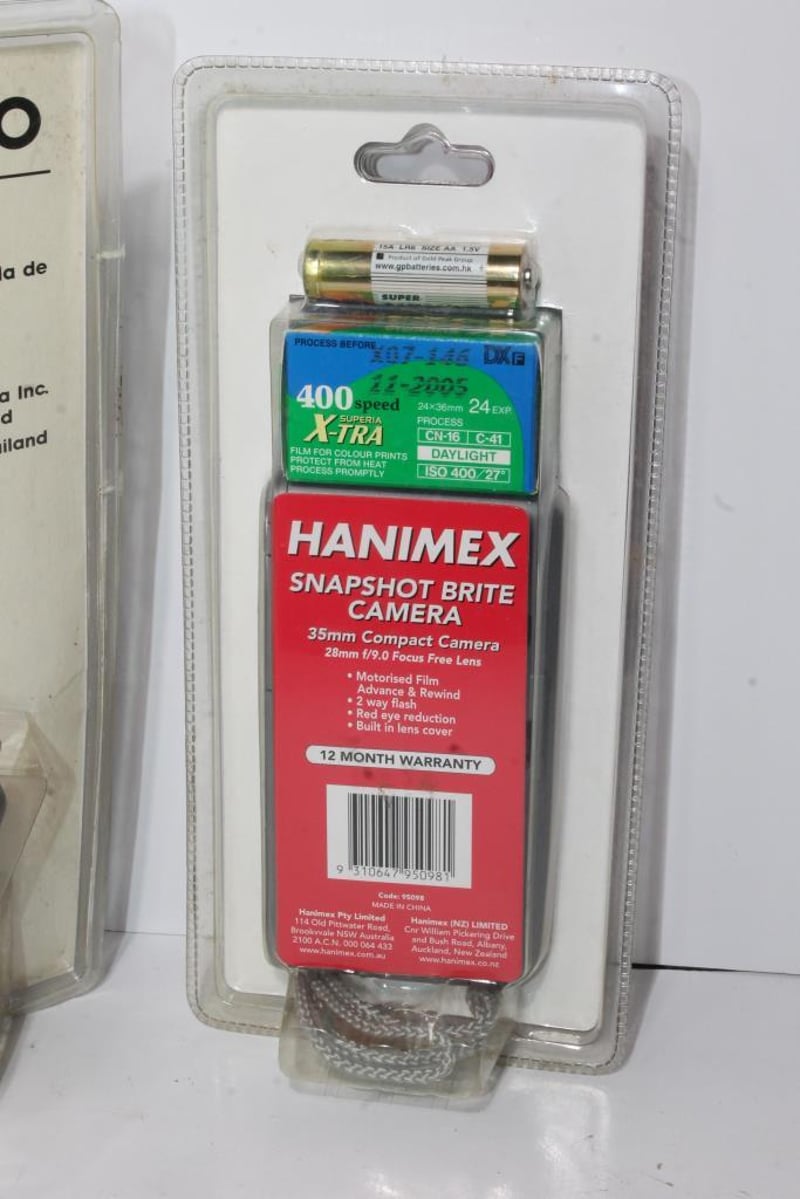 O
la de
a Inc.
d
iland
15A LR6 SIZE AA 1.5V
Product of Gold Peak Group
www.gpbatteries.com.hk
SUPER
PROCESS BEFORE
X07-146
11-2005
DX F
400 speed
SUPERIA
X-TRA
24×36mm 24 EXP.
PROCESS
CN-16 C-41
DAYLIGHT
ISO 400/27°
FILM FOR COLOUR PRINTS
PROTECT FROM HEAT
PROCESS PROMPTLY
HANIMEX
SNAPSHOT BRITE
CAMERA
35mm Compact Camera
28mm f/9.0 Focus Free Lens
• Motorised Film
Advance & Rewind
• 2 way flash
• Red eye reduction
• Built in lens cover
12 MONTH WARRANTY
9 310647 950981
Code: 95098
MADE IN CHINA
Hanimex Pty Limited
114 Old Pittwater Road,
Brookvale NSW Australia
2100 A.C.N. 000 064 433
www.hanimex.com.au
Hanimex (NZ) LIMITED
Cnr William Pickering Drive
and Bush Road, Albany,
Auckland, New Zealand
www.hanimex.co.nz